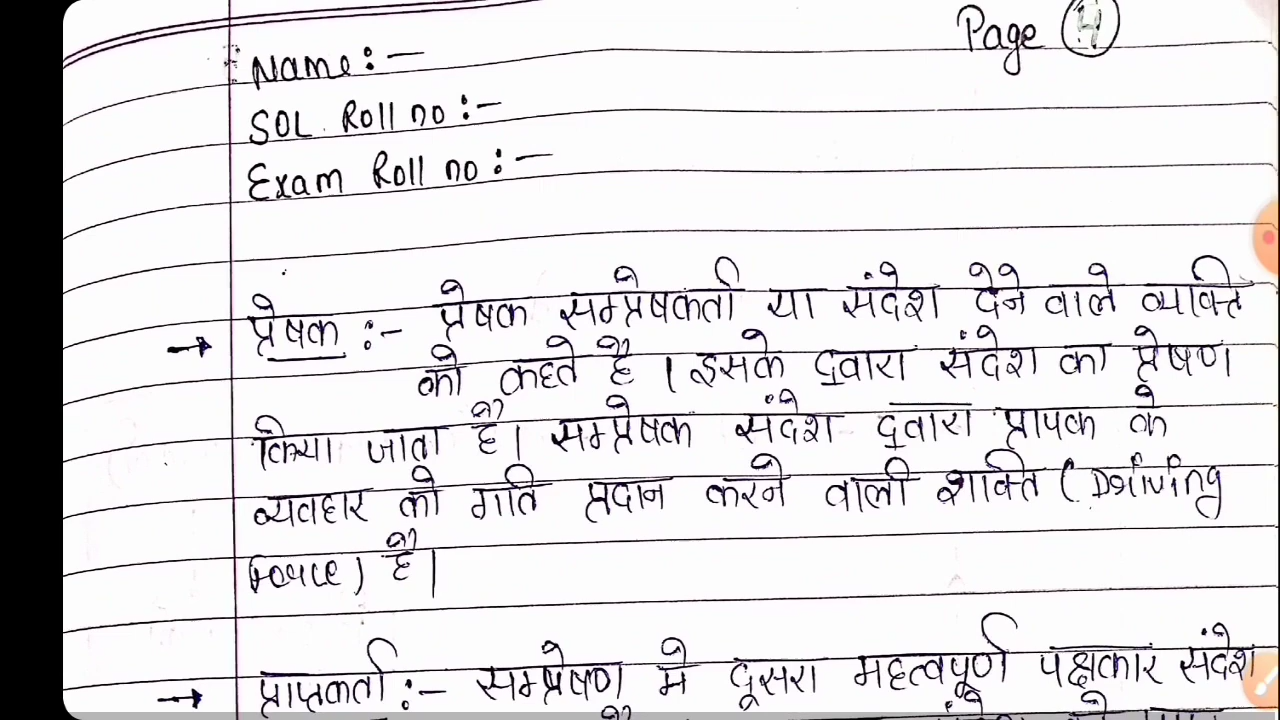 Page 4
Name:-
SOL Roll no:-
Exam Roll no:-
→ प्रेषक :- प्रेषक सम्प्रेषकर्ता या संदेश देने वाले व्यक्ति
को कहते है। इसके द्वारा संदेश का प्रेषण
किया जाता है। सम्प्रेषक संदेश द्वारा प्रापक के
व्यवहार को गति प्रदान करने वाली शक्ति (Driving
Force) है।
→ प्राप्तकर्ता :- सम्प्रेषण मे दूसरा महत्वपूर्ण पक्षकार संदेश